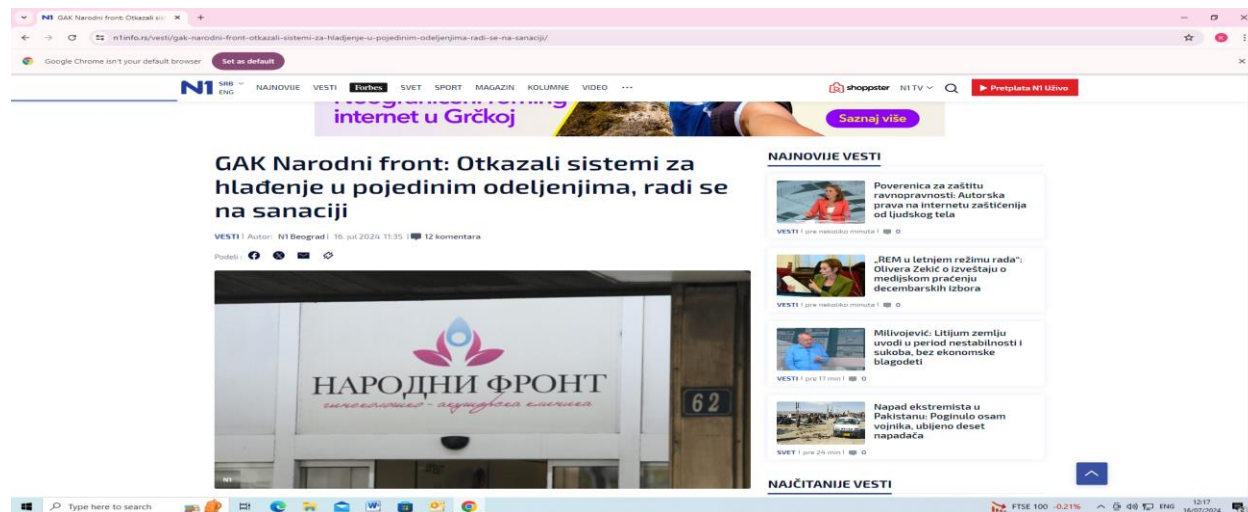 N1 GAK Narodni front: Otkazali sis
n1info.rs/vesti/gak-narodni-front-otkazali-sistemi-za-hladjenje-u-pojedinim-odeljenjima-radi-se-na-sanaciji/
Google Chrome isn't your default browser
Set as default
N1 SRB
ENG
NAJNOVIJE VESTI Forbes SVET SPORT MAGAZIN KOLUMNE VIDEO ...
shoppster N1 TV
Pretplata N1 Uživo
Neograničeni roming
internet u Grčkoj
Saznaj više
GAK Narodni front: Otkazali sistemi za
hlađenje u pojedinim odeljenjima, radi se
na sanaciji
VESTI | Autor: N1 Beograd | 16. jul 2024 11:35 | 12 komentara
Podeli:
НАРОДНИ ФРОНТ
гинеколошко - акушерска клиника
62
N1
NAJNOVIJE VESTI
Poverenica za zaštitu
ravnopravnosti: Autorska
prava na internetu zaštićenija
od ljudskog tela
VESTI | pre nekoliko minuta | 0
„REM u letnjem režimu rada“:
Olivera Zekić o izveštaju o
medijskom praćenju
decembarskih izbora
VESTI | pre nekoliko minuta | 0
Milivojević: Litijum zemlju
uvodi u period nestabilnosti i
sukoba, bez ekonomske
blagodeti
VESTI | pre 17 min | 0
Napad ekstremista u
Pakistanu: Poginulo osam
vojnika, ubijeno deset
napadača
SVET | pre 24 min | 0
NAJČITANIJE VESTI
Type here to search
FTSE 100 -0.21%
ENG
12:17
16/07/2024